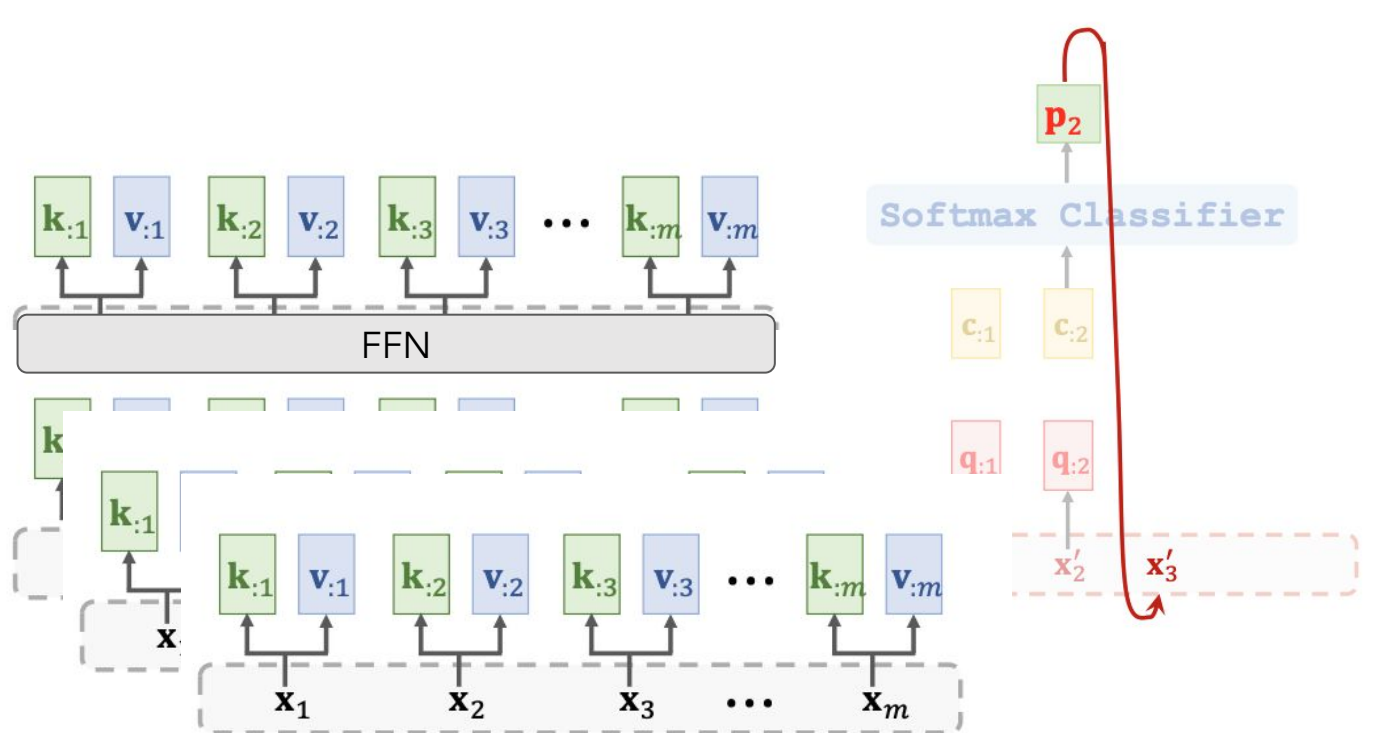 p₂
Softmax Classifier
k:1 v:1 k:2 v:2 k:3 v:3 ••• k:m v:m
c:1 c:2
FFN
k
q:1 q:2
k:1
x′₂ x′₃
k:1 v:1 k:2 v:2 k:3 v:3 ••• k:m v:m
x
x₁ x₂ x₃ ••• xₘ